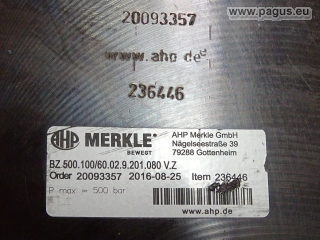 www.pagus.eu
20093357
www.ahp.de
236446
AHP MERKLE®
BEWEGT
AHP Merkle GmbH
Nägelseestraße 39
79288 Gottenheim
BZ 500.100/60.02.9.201.080 V.Z
Order 20093357 2016-08-25 Item 236446
P max = 500 bar
www.ahp.de